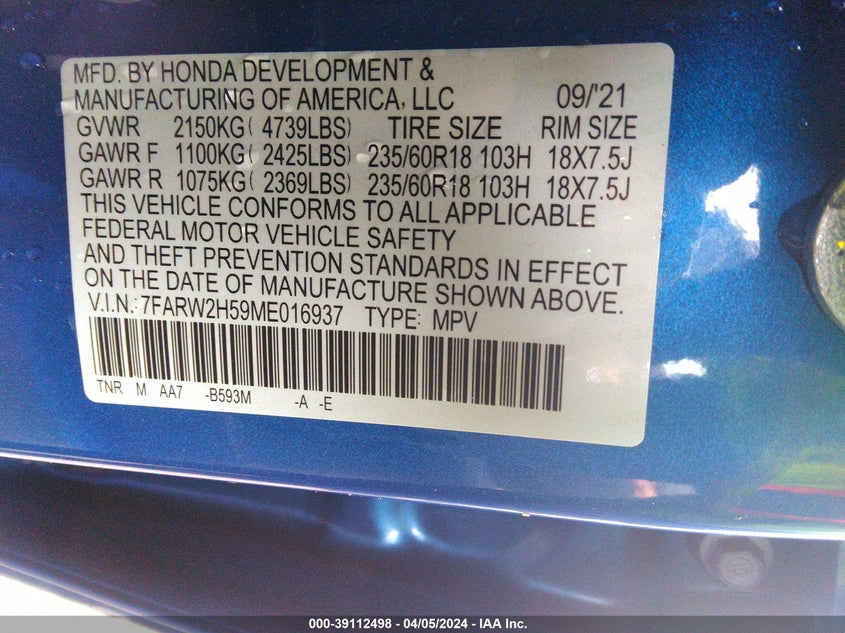 MFD. BY HONDA DEVELOPMENT &
MANUFACTURING OF AMERICA, LLC 09/'21
GVWR 2150KG( 4739LBS) TIRE SIZE RIM SIZE
GAWR F 1100KG( 2425LBS) 235/60R18 103H 18X7.5J
GAWR R 1075KG( 2369LBS) 235/60R18 103H 18X7.5J
THIS VEHICLE CONFORMS TO ALL APPLICABLE
FEDERAL MOTOR VEHICLE SAFETY
AND THEFT PREVENTION STANDARDS IN EFFECT
ON THE DATE OF MANUFACTURE SHOWN ABOVE.
V.I.N.: 7FARW2H59ME016937 TYPE: MPV
TNR M AA7 -B593M -A -E
000-39112498 - 04/05/2024 - IAA Inc.